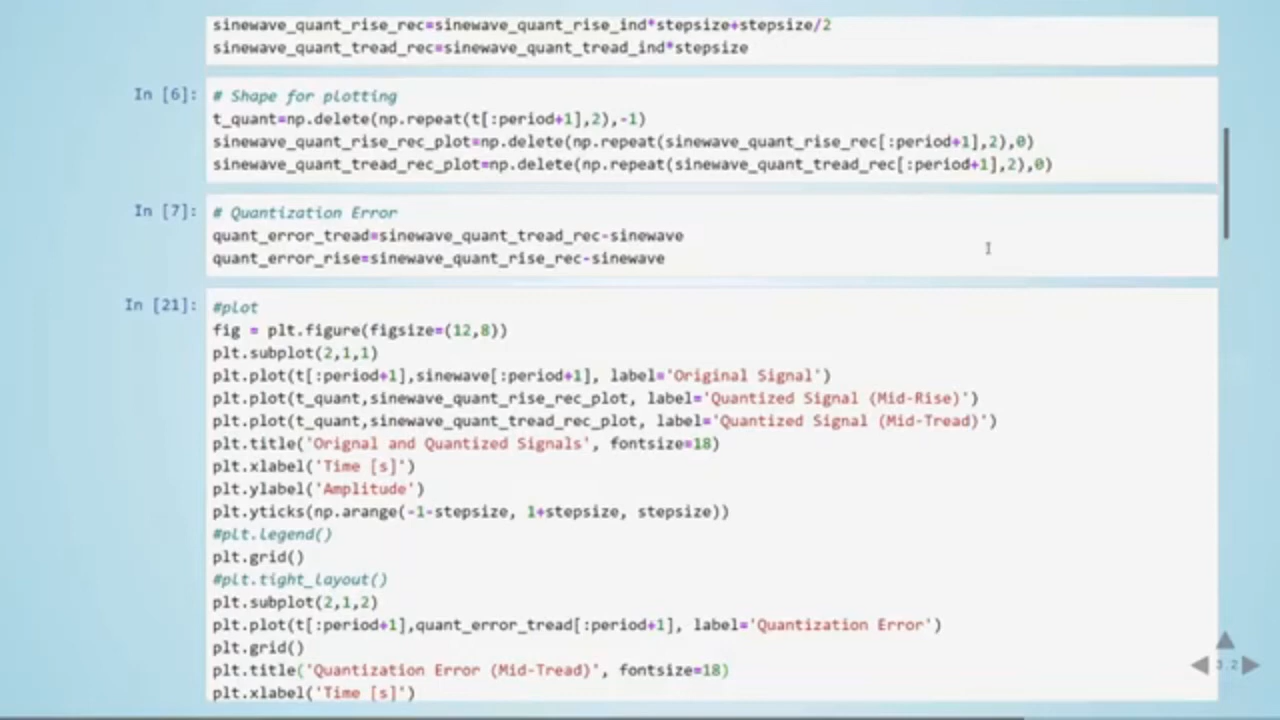 sinewave_quant_rise_rec=sinewave_quant_rise_ind*stepsize+stepsize/2
sinewave_quant_tread_rec=sinewave_quant_tread_ind*stepsize
In [6]:
# Shape for plotting
t_quant=np.delete(np.repeat(t[:period+1],2),-1)
sinewave_quant_rise_rec_plot=np.delete(np.repeat(sinewave_quant_rise_rec[:period+1],2),0)
sinewave_quant_tread_rec_plot=np.delete(np.repeat(sinewave_quant_tread_rec[:period+1],2),0)
In [7]:
# Quantization Error
quant_error_tread=sinewave_quant_tread_rec-sinewave
quant_error_rise=sinewave_quant_rise_rec-sinewave
In [21]:
#plot
fig = plt.figure(figsize=(12,8))
plt.subplot(2,1,1)
plt.plot(t[:period+1],sinewave[:period+1], label='Original Signal')
plt.plot(t_quant,sinewave_quant_rise_rec_plot, label='Quantized Signal (Mid-Rise)')
plt.plot(t_quant,sinewave_quant_tread_rec_plot, label='Quantized Signal (Mid-Tread)')
plt.title('Orignal and Quantized Signals', fontsize=18)
plt.xlabel('Time [s]')
plt.ylabel('Amplitude')
plt.yticks(np.arange(-1-stepsize, 1+stepsize, stepsize))
#plt.legend()
plt.grid()
#plt.tight_layout()
plt.subplot(2,1,2)
plt.plot(t[:period+1],quant_error_tread[:period+1], label='Quantization Error')
plt.grid()
plt.title('Quantization Error (Mid-Tread)', fontsize=18)
plt.xlabel('Time [s]')
3.2